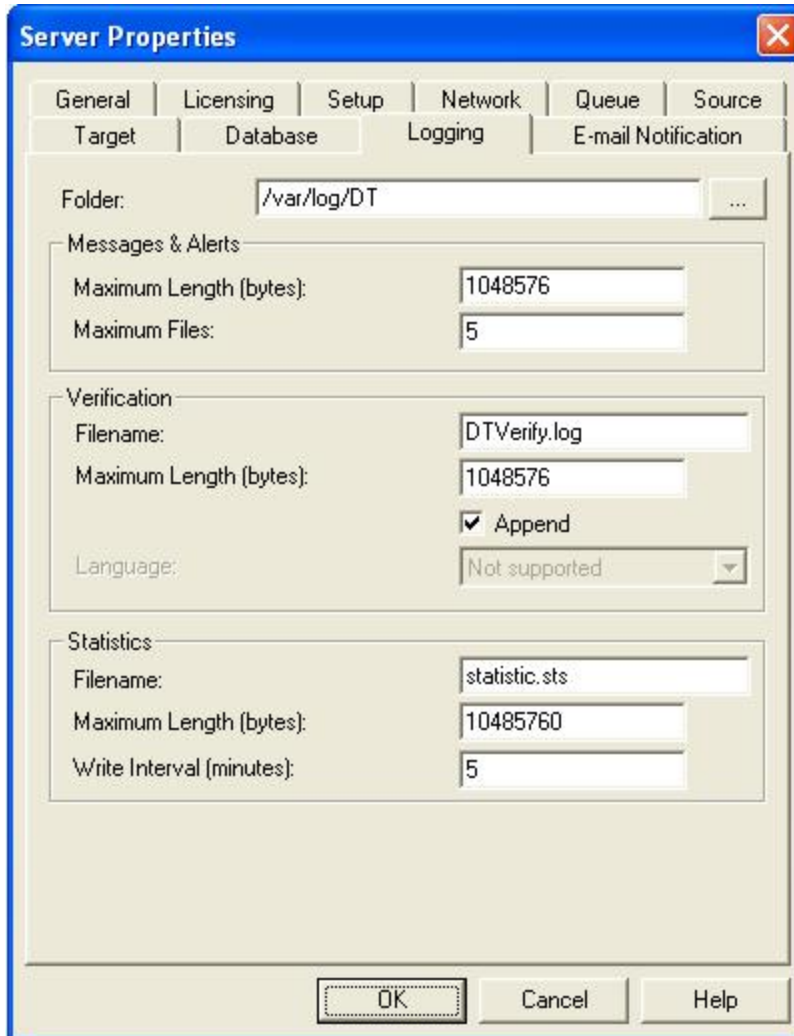 Server Properties
General Licensing Setup Network Queue Source
Target Database Logging E-mail Notification
Folder: /var/log/DT ...
Messages & Alerts
Maximum Length (bytes): 1048576
Maximum Files: 5
Verification
Filename: DTVerify.log
Maximum Length (bytes): 1048576
Append
Language: Not supported
Statistics
Filename: statistic.sts
Maximum Length (bytes): 10485760
Write Interval (minutes): 5
OK Cancel Help